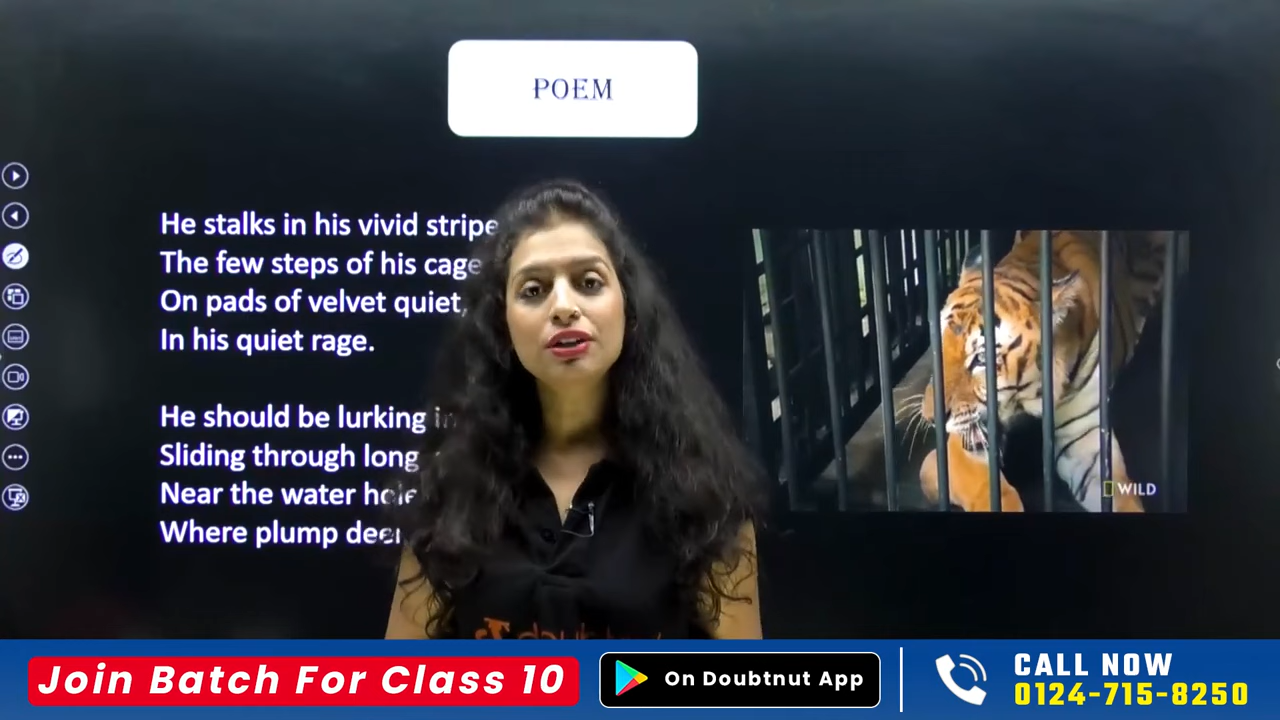 POEM
He stalks in his vivid stripe
The few steps of his cage
On pads of velvet quiet,
In his quiet rage.
He should be lurking in
Sliding through long
Near the water hole
Where plump deer
WILD
Join Batch For Class 10
On Doubtnut App
CALL NOW
0124-715-8250